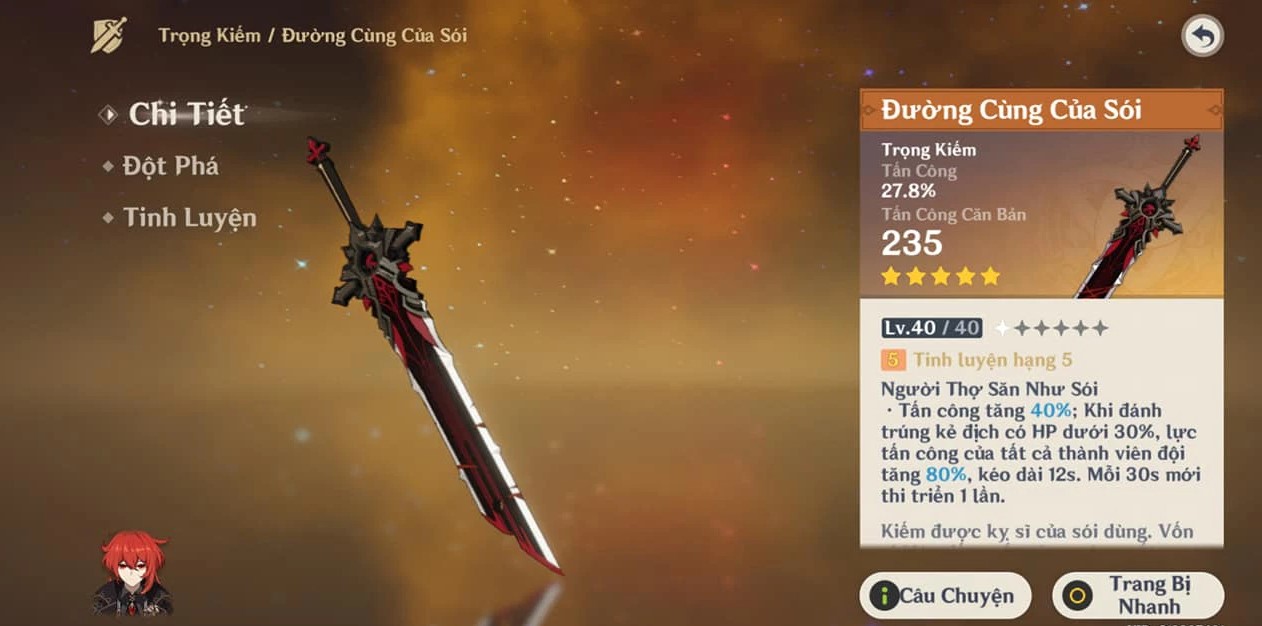 Trọng Kiếm / Đường Cùng Của Sói
Chi Tiết
Đột Phá
Tinh Luyện
Đường Cùng Của Sói
Trọng Kiếm
Tấn Công
27.8%
Tấn Công Căn Bản
235
Lv.40 / 40
5 Tinh luyện hạng 5
Người Thợ Săn Như Sói
· Tấn công tăng 40%; Khi đánh
trúng kẻ địch có HP dưới 30%, lực
tấn công của tất cả thành viên đội
tăng 80%, kéo dài 12s. Mỗi 30s mới
thi triển 1 lần.
Kiếm được kỵ sĩ của sói dùng. Vốn
Câu Chuyện
Trang Bị
Nhanh